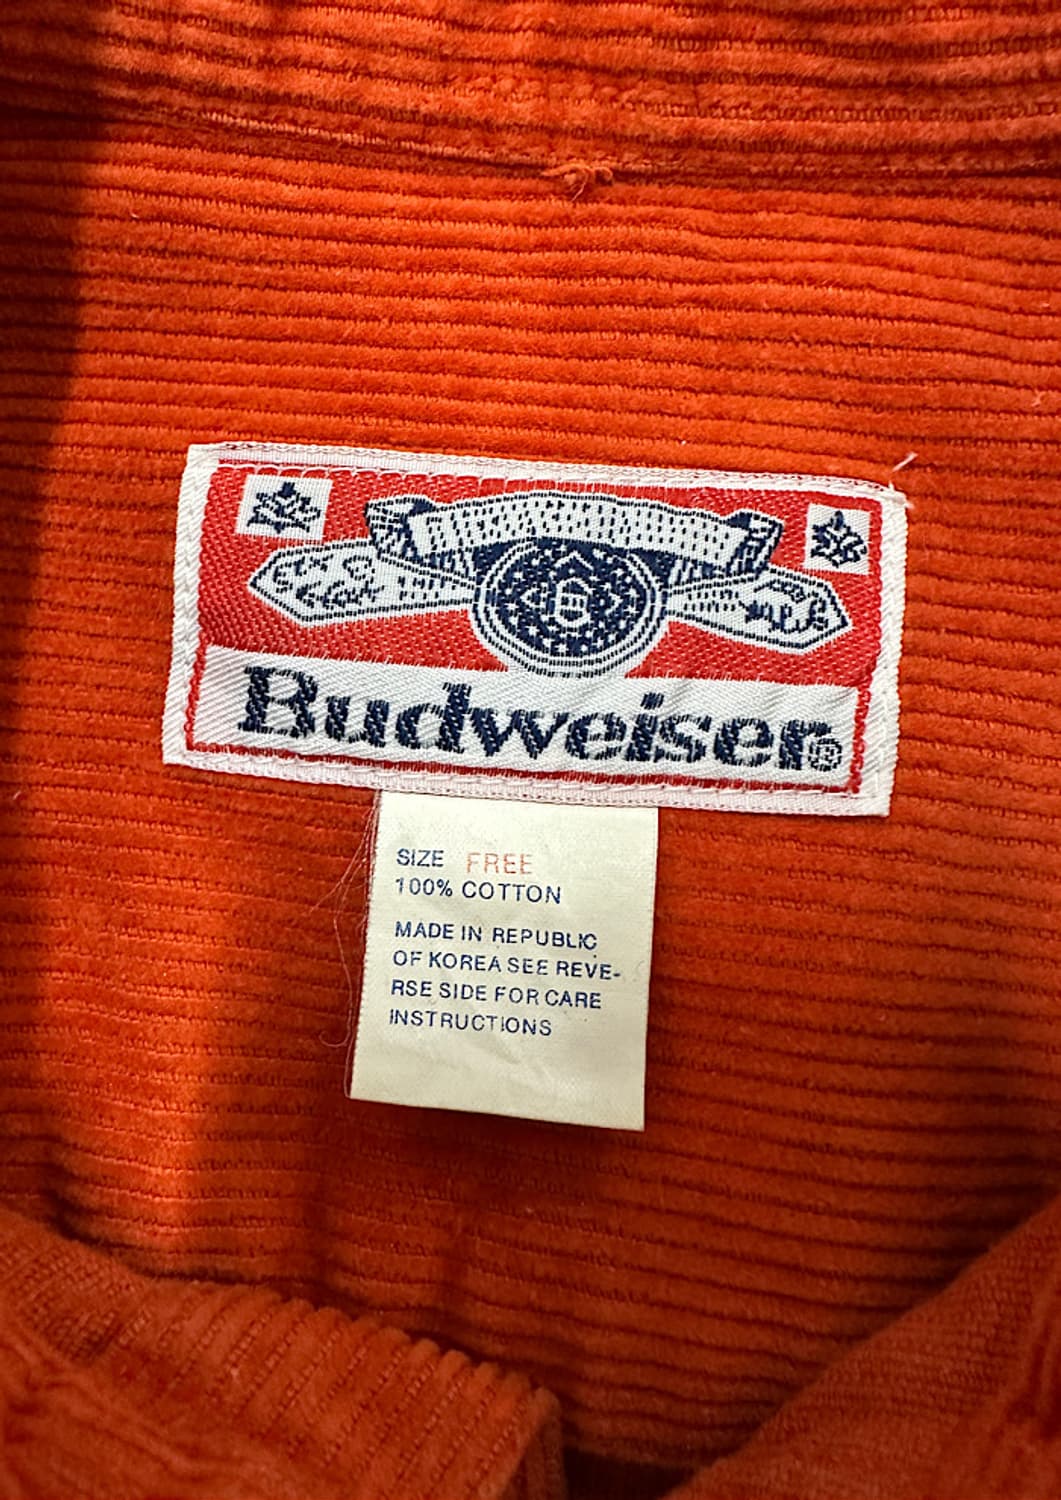 Budweiser®
SIZE FREE
100% COTTON
MADE IN REPUBLIC
OF KOREA SEE REVE-
RSE SIDE FOR CARE
INSTRUCTIONS